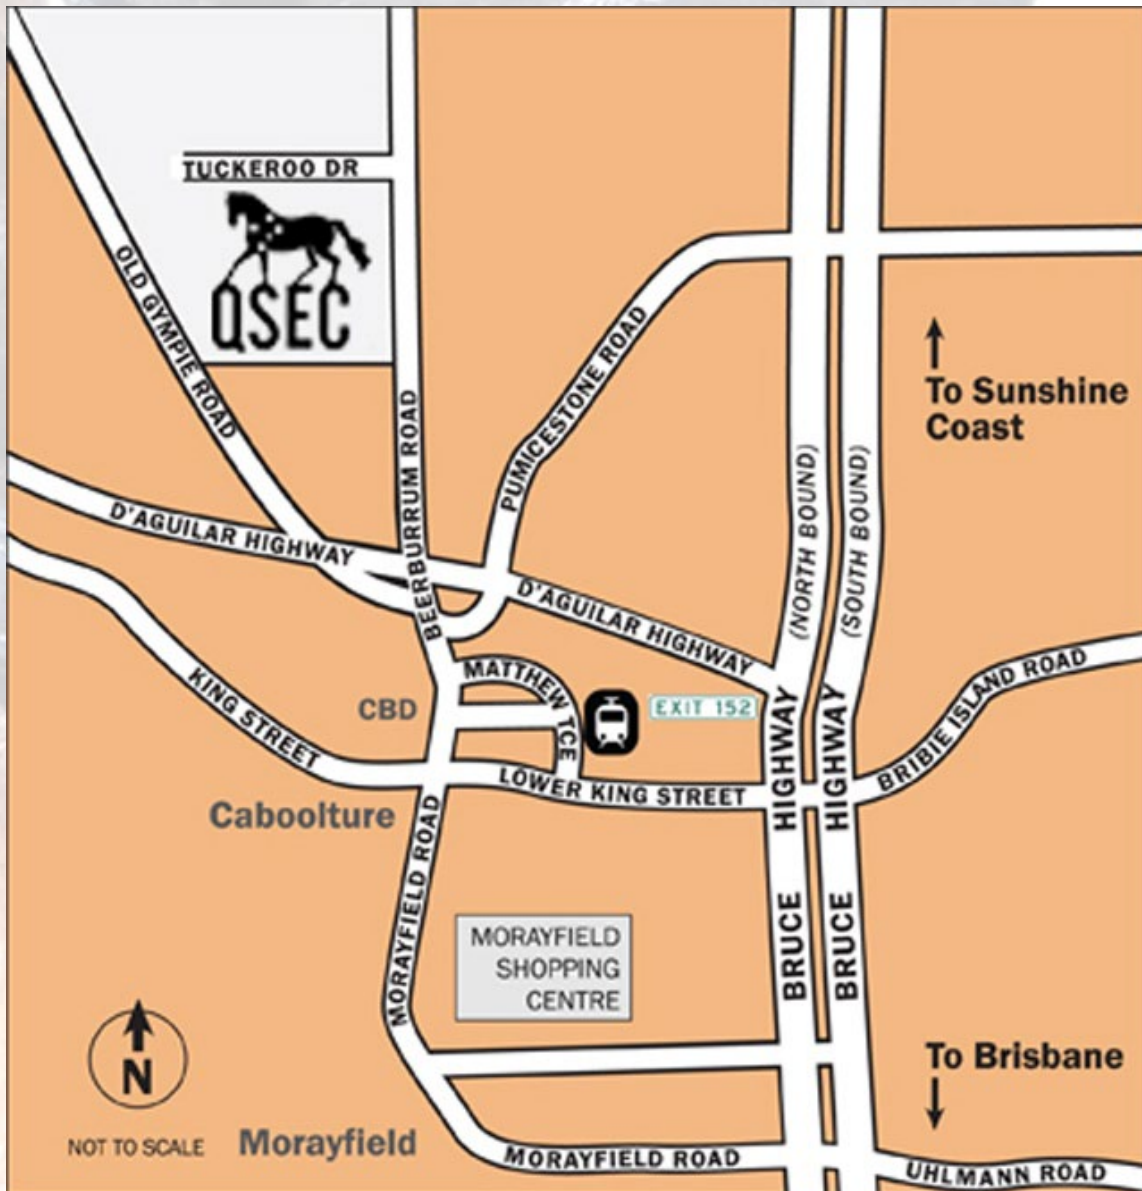 TUCKEROO DR
QSEC
OLD GYMPIE ROAD
BEERBURRUM ROAD
PUMICESTONE ROAD
To Sunshine
Coast
(NORTH BOUND)
(SOUTH BOUND)
D'AGUILAR HIGHWAY
D'AGUILAR HIGHWAY
KING STREET
CBD
MATTHEW TCE
EXIT 152
BRUCE HIGHWAY
BRUCE HIGHWAY
BRIBIE ISLAND ROAD
LOWER KING STREET
Caboolture
MORAYFIELD ROAD
MORAYFIELD
SHOPPING
CENTRE
N
NOT TO SCALE
To Brisbane
Morayfield
MORAYFIELD ROAD
UHLMANN ROAD